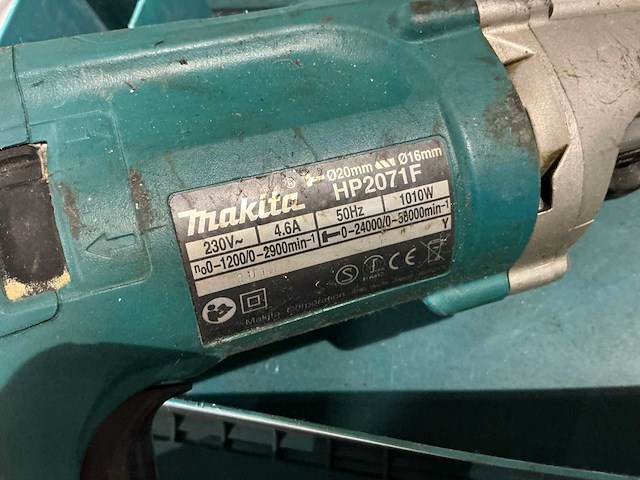 Ø20mm Ø16mm
makita® HP2071F
230V~ 4.6A 50Hz 1010W
n₀0-1200/0-2900min-¹ 0-24000/0-58000min-¹
Y
CE
Makita Corporation